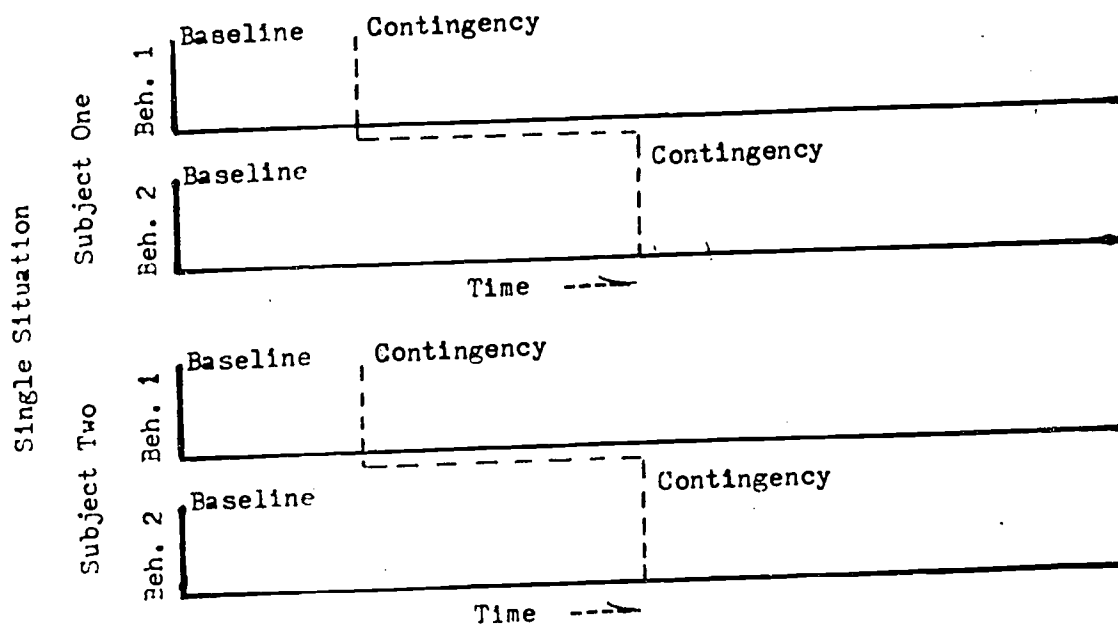 Single Situation
Subject One
Beh. 1
Baseline
Contingency
Beh. 2
Baseline
Contingency
Time
Subject Two
Beh. 1
Baseline
Contingency
Beh. 2
Baseline
Contingency
Time